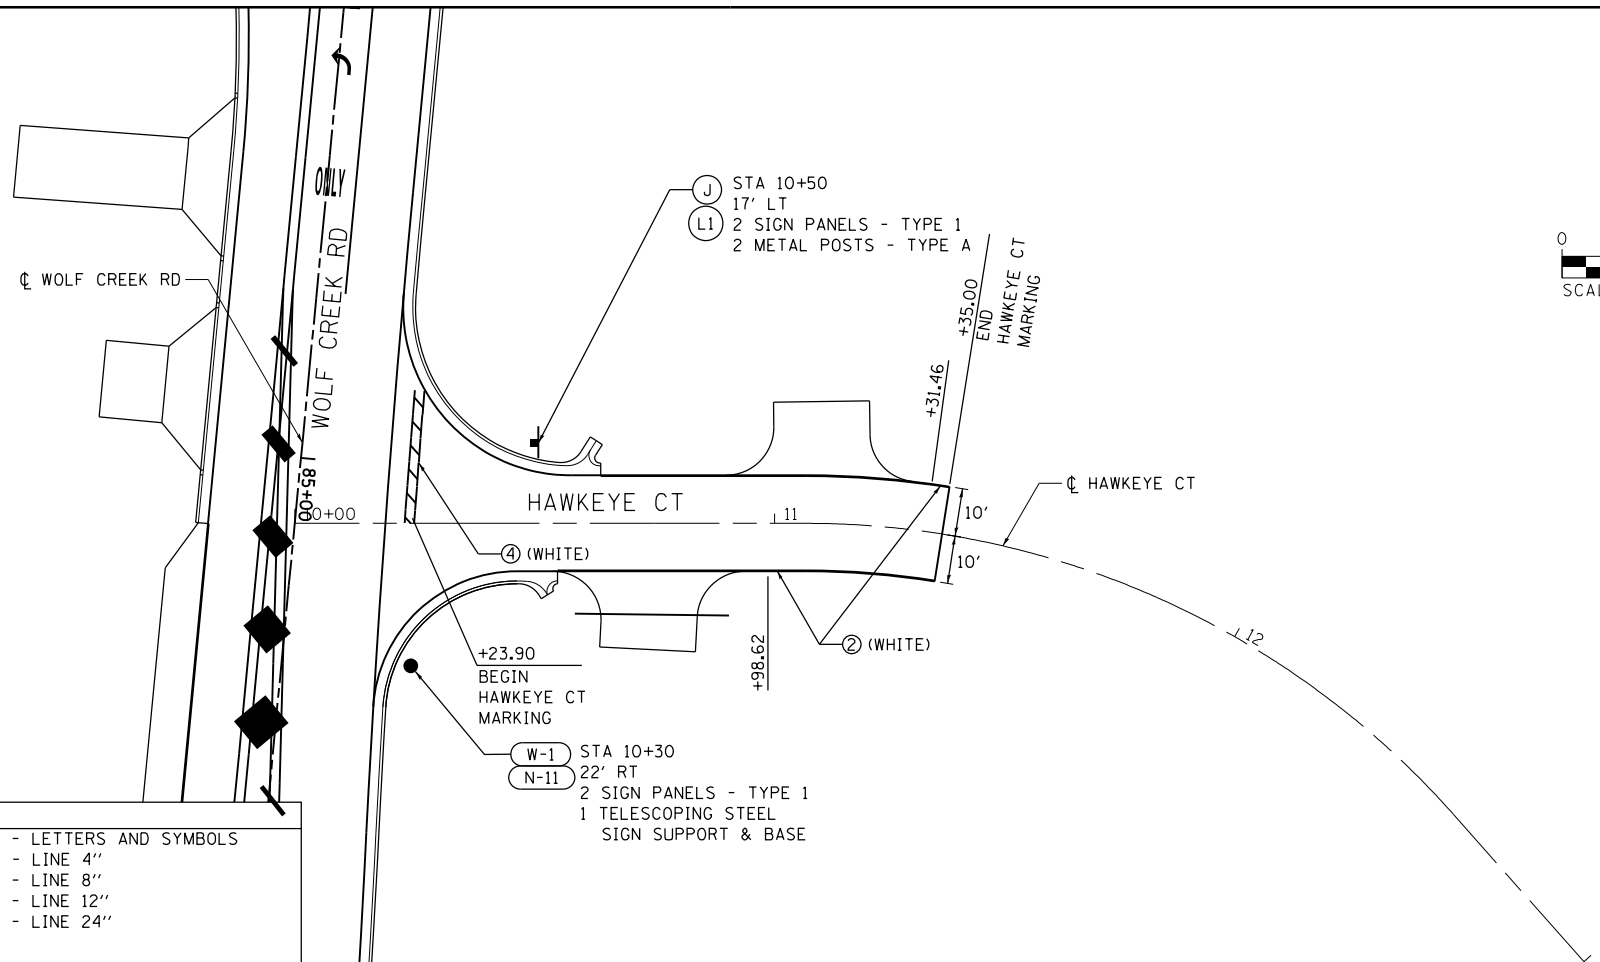 ONLY
WOLF CREEK RD
℄ WOLF CREEK RD
J
L1
STA 10+50
17' LT
2 SIGN PANELS - TYPE 1
2 METAL POSTS - TYPE A
+31.46
+35.00
END
HAWKEYE CT
MARKING
0
85+00
HAWKEYE CT
11
10'
10'
℄ HAWKEYE CT
12
④ (WHITE)
② (WHITE)
+98.62
+23.90
BEGIN
HAWKEYE CT
MARKING
W-1
N-11
STA 10+30
22' RT
2 SIGN PANELS - TYPE 1
1 TELESCOPING STEEL
SIGN SUPPORT & BASE
- LETTERS AND SYMBOLS
- LINE 4''
- LINE 8''
- LINE 12''
- LINE 24''